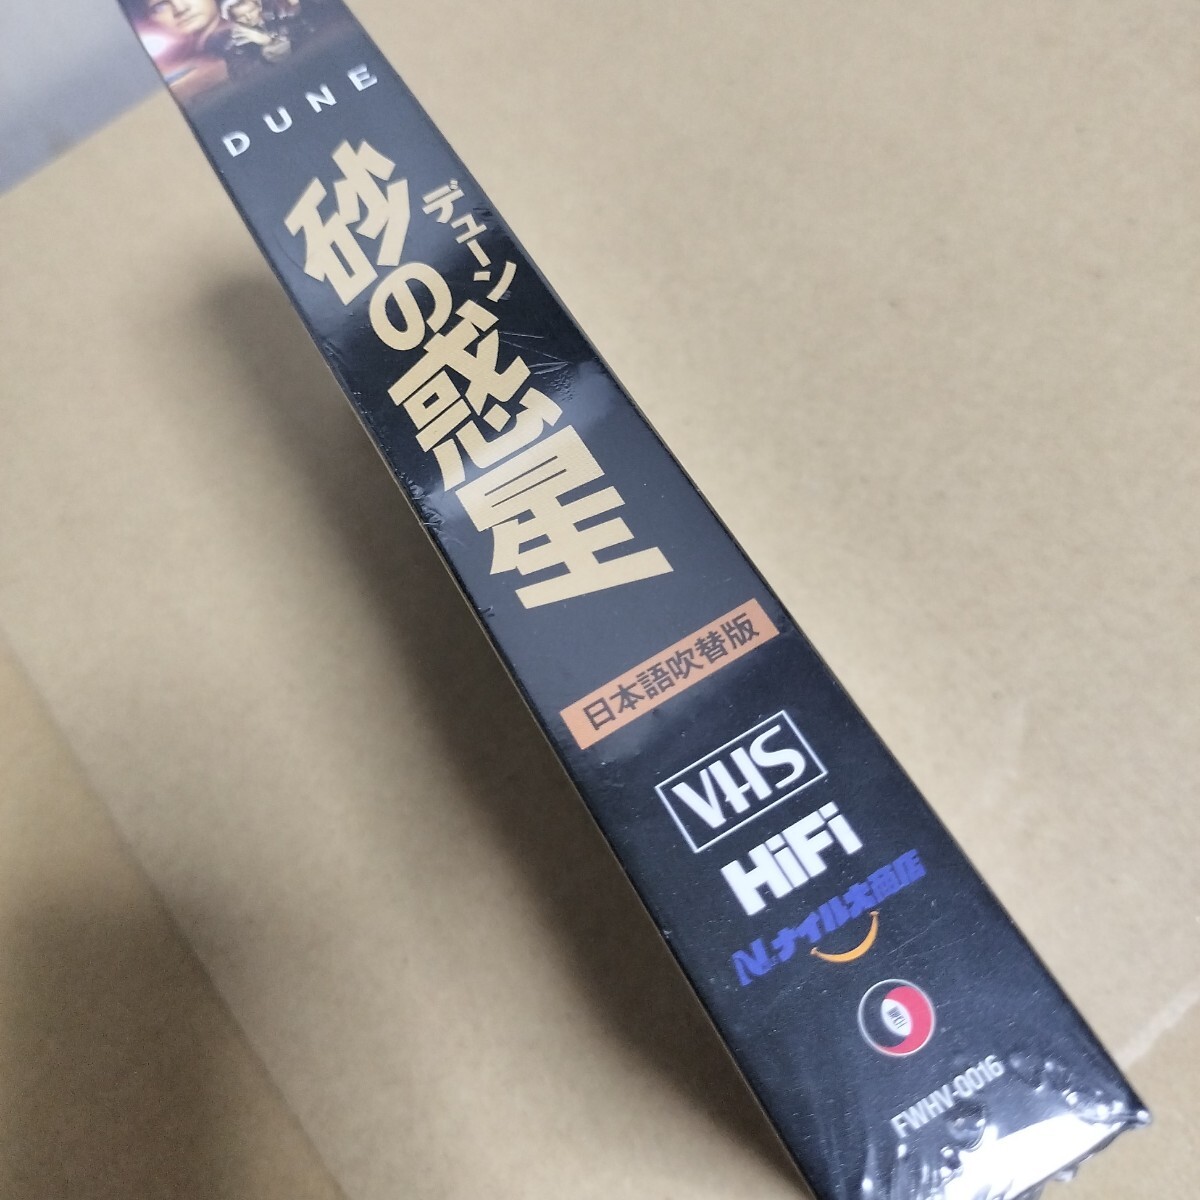 DUNE
デューン
砂の惑星
日本語吹替版
VHS
HiFi
N.ナイル大商店
FWHV-0016